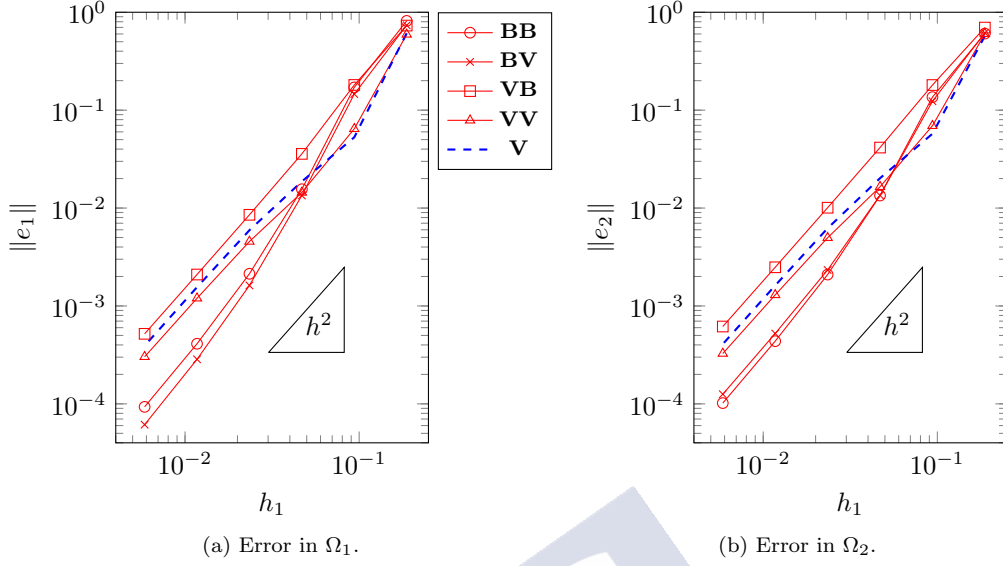 10^0
10^{-1}
10^{-2}
10^{-3}
10^{-4}
‖e_1‖
h^2
10^{-2} 10^{-1}
h_1
(a) Error in Ω_1.
BB
BV
VB
VV
V
10^0
10^{-1}
10^{-2}
10^{-3}
10^{-4}
‖e_2‖
h^2
10^{-2} 10^{-1}
h_1
(b) Error in Ω_2.